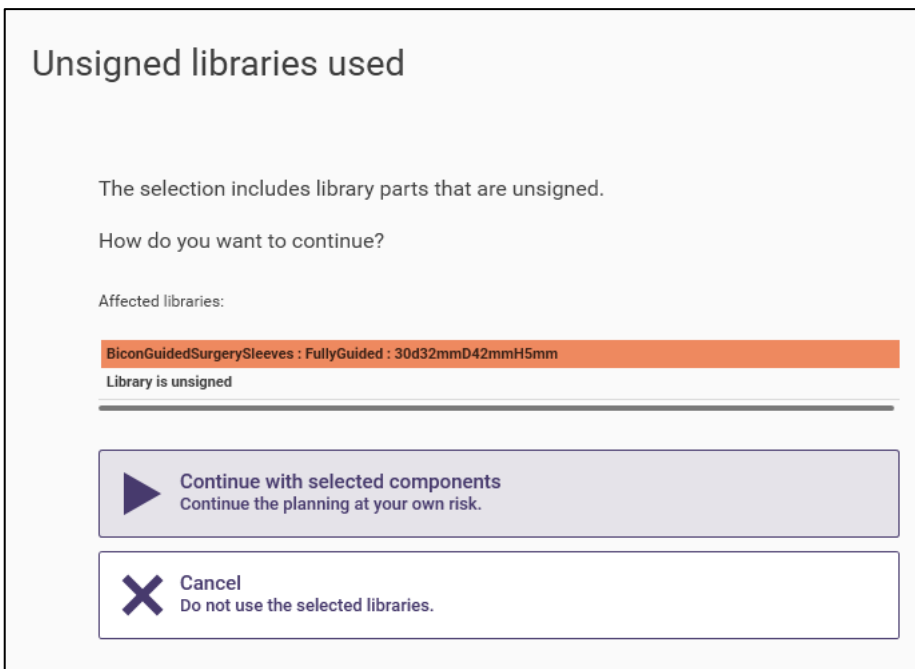 Unsigned libraries used
The selection includes library parts that are unsigned.
How do you want to continue?
Affected libraries:
BiconGuidedSurgerySleeves : FullyGuided : 30d32mmD42mmH5mm
Library is unsigned
Continue with selected components
Continue the planning at your own risk.
Cancel
Do not use the selected libraries.